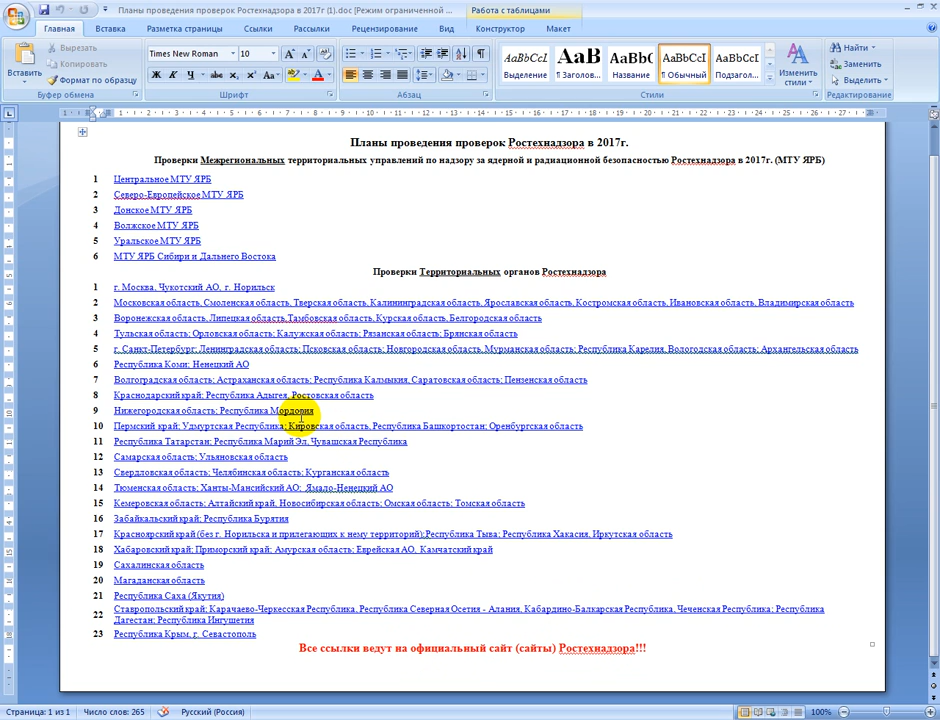 Планы проведения проверок Ростехнадзора в 2017г (1).doc [Режим ограниченной ...
Работа с таблицами
Главная Вставка Разметка страницы Ссылки Рассылки Рецензирование Вид Конструктор Макет
Вставить
Вырезать
Копировать
Формат по образцу
Times New Roman 10
AaBbCcI AaB AaBbC AaBbCcI AaBbCcI
Выделение ¶ Заголов... Название ¶ Обычный Подзаго...
Изменить стили
Найти
Заменить
Выделить
Буфер обмена Шрифт Абзац Стили Редактирование
Планы проведения проверок Ростехнадзора в 2017г.
Проверки Межрегиональных территориальных управлений по надзору за ядерной и радиационной безопасностью Ростехнадзора в 2017г. (МТУ ЯРБ)
1 Центральное МТУ ЯРБ
2 Северо-Европейское МТУ ЯРБ
3 Донское МТУ ЯРБ
4 Волжское МТУ ЯРБ
5 Уральское МТУ ЯРБ
6 МТУ ЯРБ Сибири и Дальнего Востока
Проверки Территориальных органов Ростехнадзора
1 г. Москва, Чукотский АО, г. Норильск
2 Московская область, Смоленская область, Тверская область, Калининградская область, Ярославская область, Костромская область, Ивановская область, Владимирская область
3 Воронежская область, Липецкая область,Тамбовская область, Курская область, Белгородская область
4 Тульская область; Орловская область; Калужская область; Рязанская область; Брянская область
5 г. Санкт-Петербург; Ленинградская область; Псковская область; Новгородская область, Мурманская область; Республика Карелия, Вологодская область; Архангельская область
6 Республика Коми; Ненецкий АО
7 Волгоградская область; Астраханская область; Республика Калмыкия, Саратовская область; Пензенская область
8 Краснодарский край; Республика Адыгея, Ростовская область
9 Нижегородская область; Республика Мордовия
10 Пермский край; Удмуртская Республика; Кировская область, Республика Башкортостан; Оренбургская область
11 Республика Татарстан; Республика Марий Эл, Чувашская Республика
12 Самарская область; Ульяновская область
13 Свердловская область; Челябинская область; Курганская область
14 Тюменская область; Ханты-Мансийский АО; Ямало-Ненецкий АО
15 Кемеровская область; Алтайский край, Новосибирская область; Омская область; Томская область
16 Забайкальский край; Республика Бурятия
17 Красноярский край (без г. Норильска и прилегающих к нему территорий);Республика Тыва; Республика Хакасия, Иркутская область
18 Хабаровский край; Приморский край; Амурская область; Еврейская АО, Камчатский край
19 Сахалинская область
20 Магаданская область
21 Республика Саха (Якутия)
22 Ставропольский край; Карачаево-Черкесская Республика, Республика Северная Осетия - Алания, Кабардино-Балкарская Республика, Чеченская Республика; Республика
Дагестан; Республика Ингушетия
23 Республика Крым, г. Севастополь
Все ссылки ведут на официальный сайт (сайты) Ростехнадзора!!!
Страница: 1 из 1 Число слов: 265 Русский (Россия) 100%